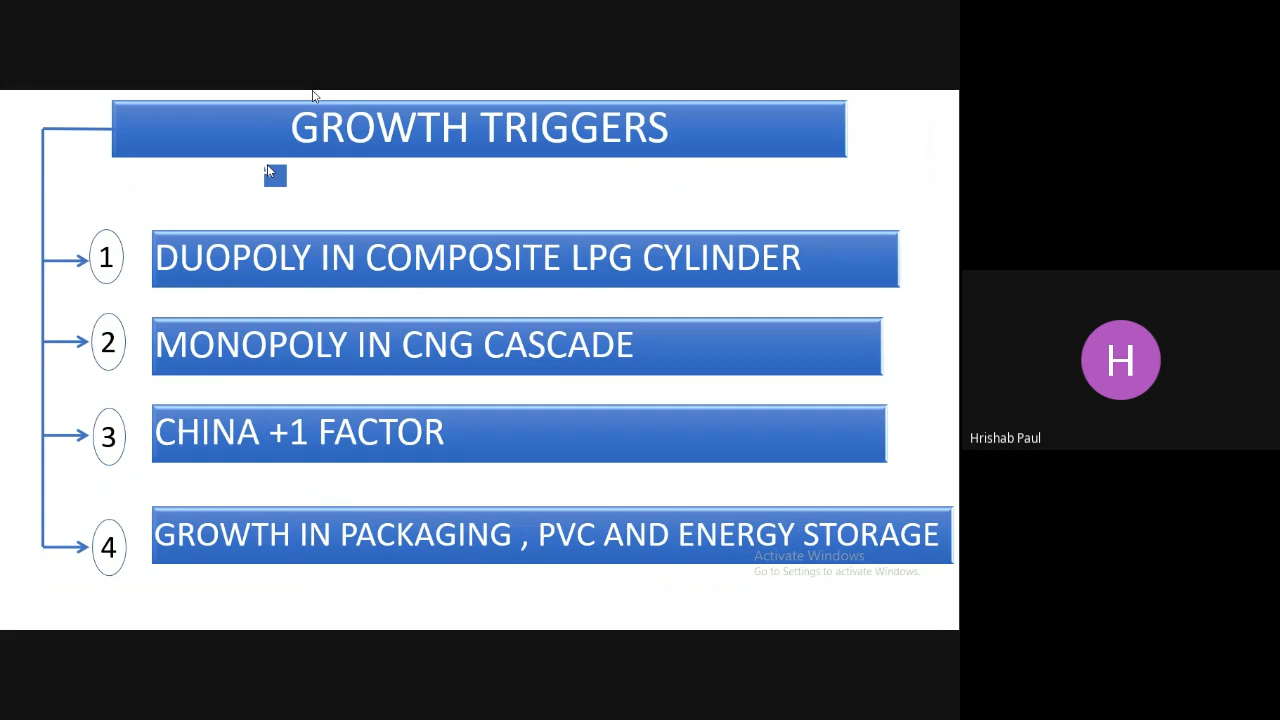 GROWTH TRIGGERS
1
DUOPOLY IN COMPOSITE LPG CYLINDER
2
MONOPOLY IN CNG CASCADE
3
CHINA +1 FACTOR
4
GROWTH IN PACKAGING , PVC AND ENERGY STORAGE
Activate Windows
Go to Settings to activate Windows.
H
Hrishab Paul